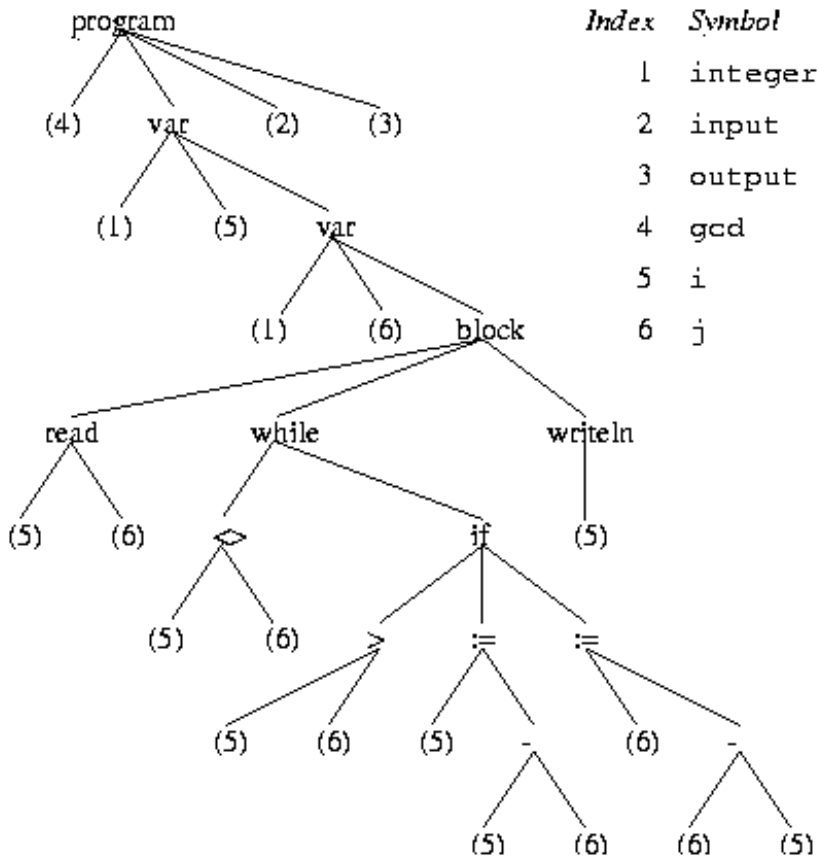 program Index Symbol
1 integer
(4) var (2) (3) 2 input
3 output
(1) (5) var 4 gcd
5 i
(1) (6) block 6 j
read while writeln
(5) (6) <> if (5)
(5) (6) > := :=
(5) (6) (5) - (6) -
(5) (6) (6) (5)